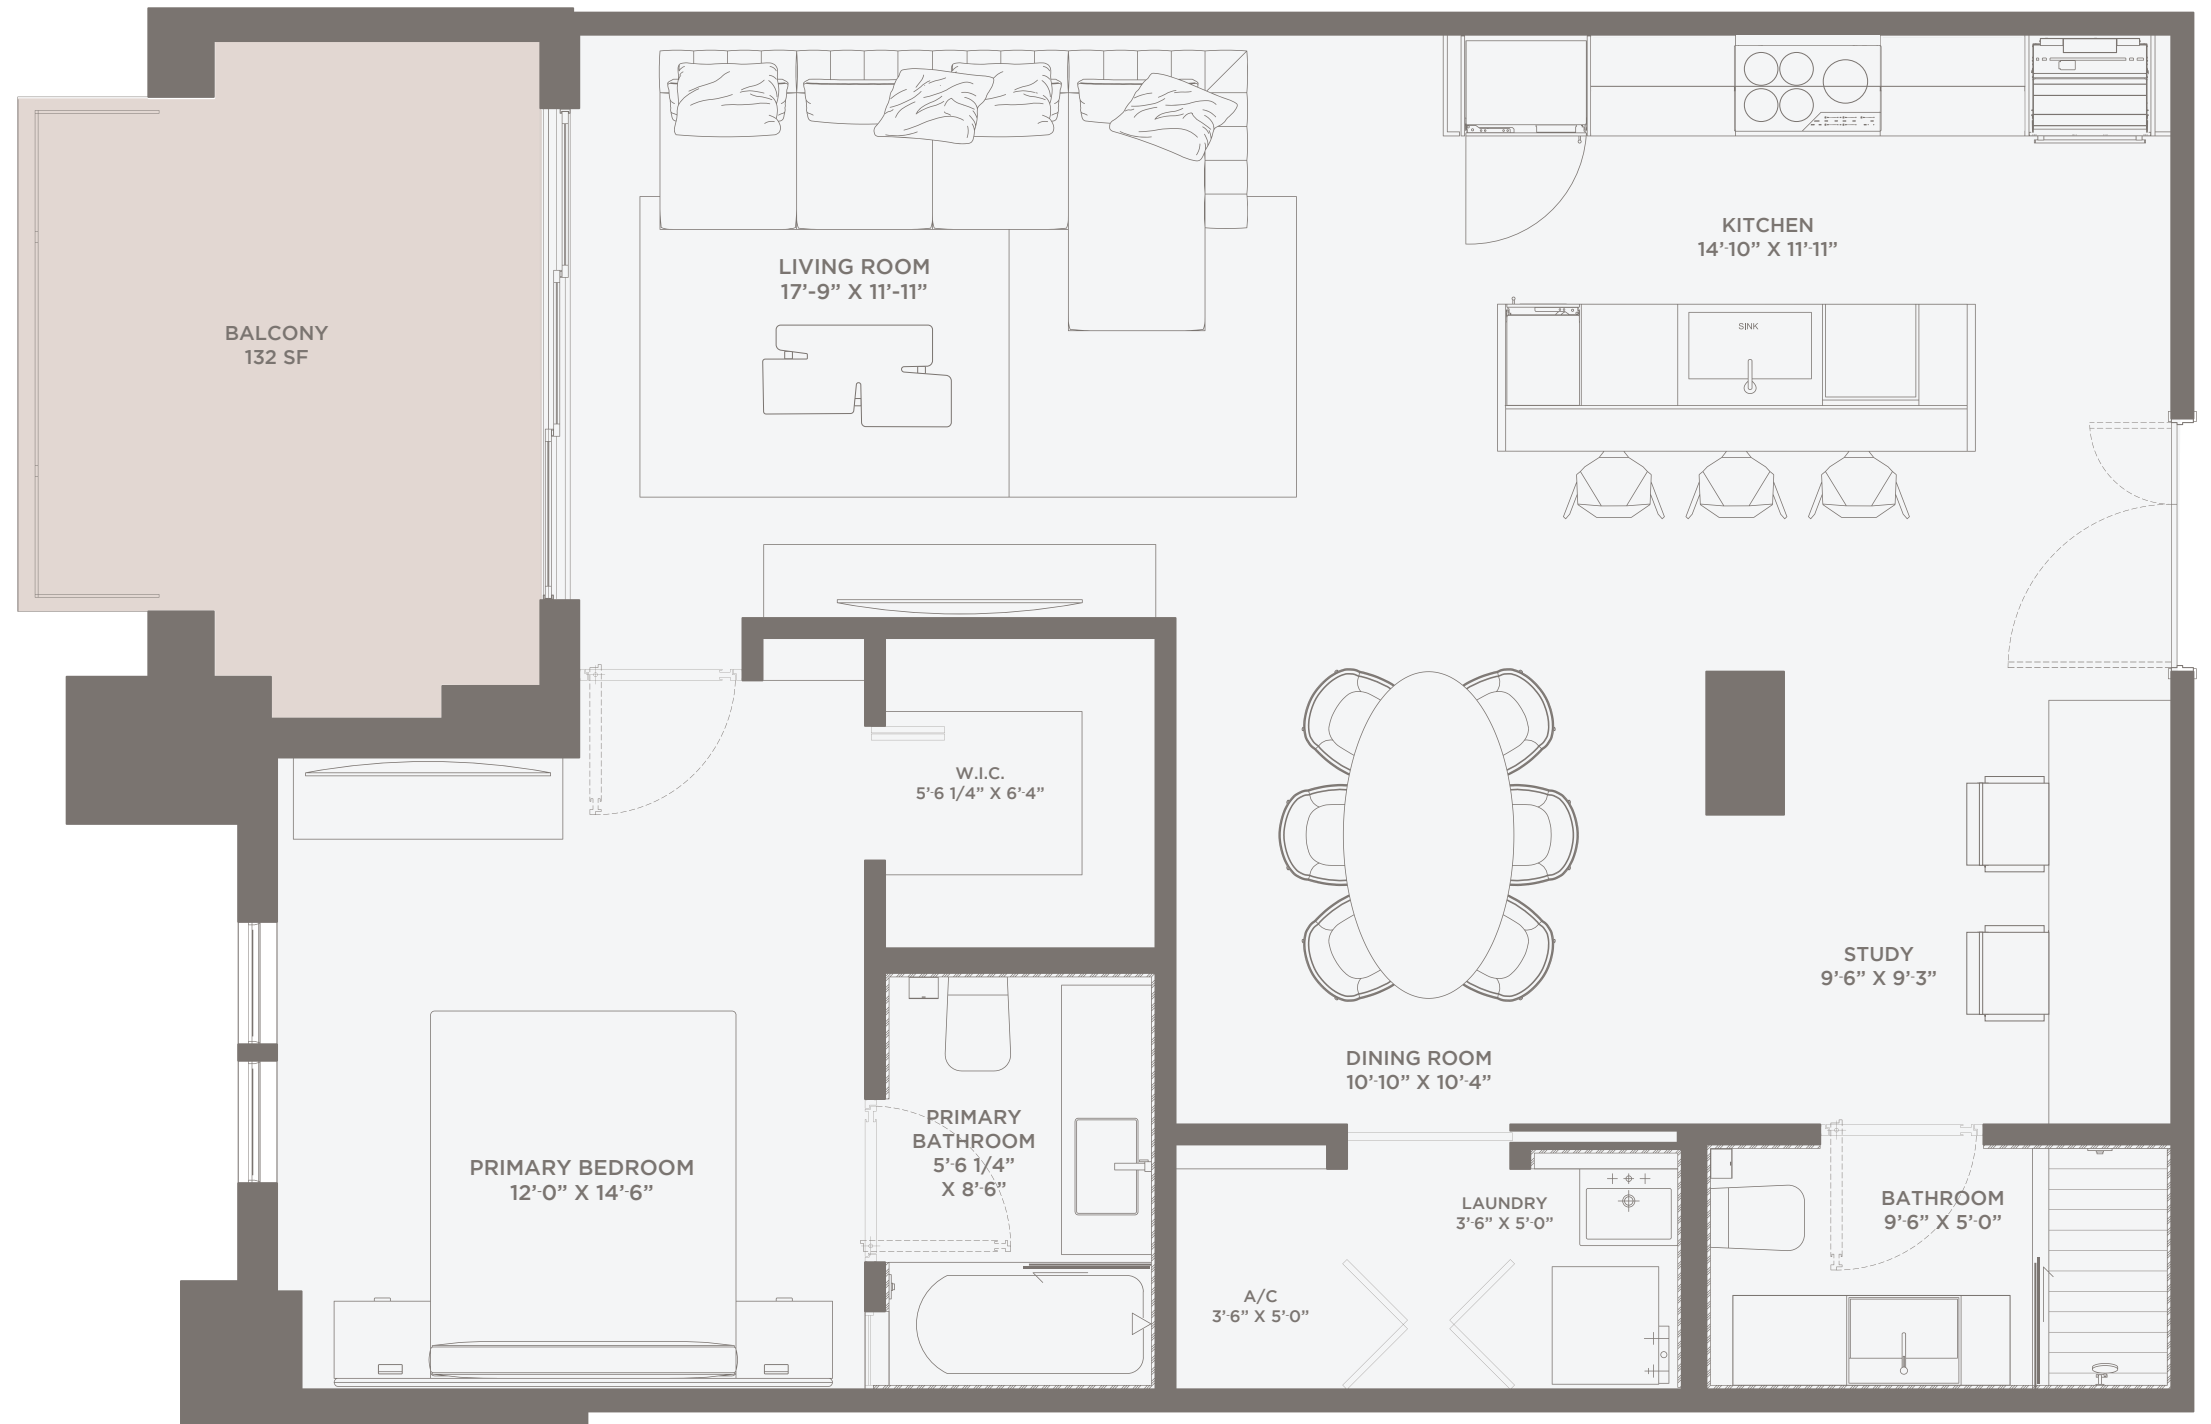 LIVING ROOM
17’-9” X 11’-11”
KITCHEN
14’-10” X 11’-11”
BALCONY
132 SF
SINK
W.I.C.
5’-6 1/4” X 6’-4”
STUDY
9’-6” X 9’-3”
DINING ROOM
10’-10” X 10’-4”
PRIMARY
BATHROOM
5’-6 1/4”
X 8’-6”
PRIMARY BEDROOM
12’-0” X 14’-6”
LAUNDRY
3’-6” X 5’-0”
BATHROOM
9’-6” X 5’-0”
A/C
3’-6” X 5’-0”